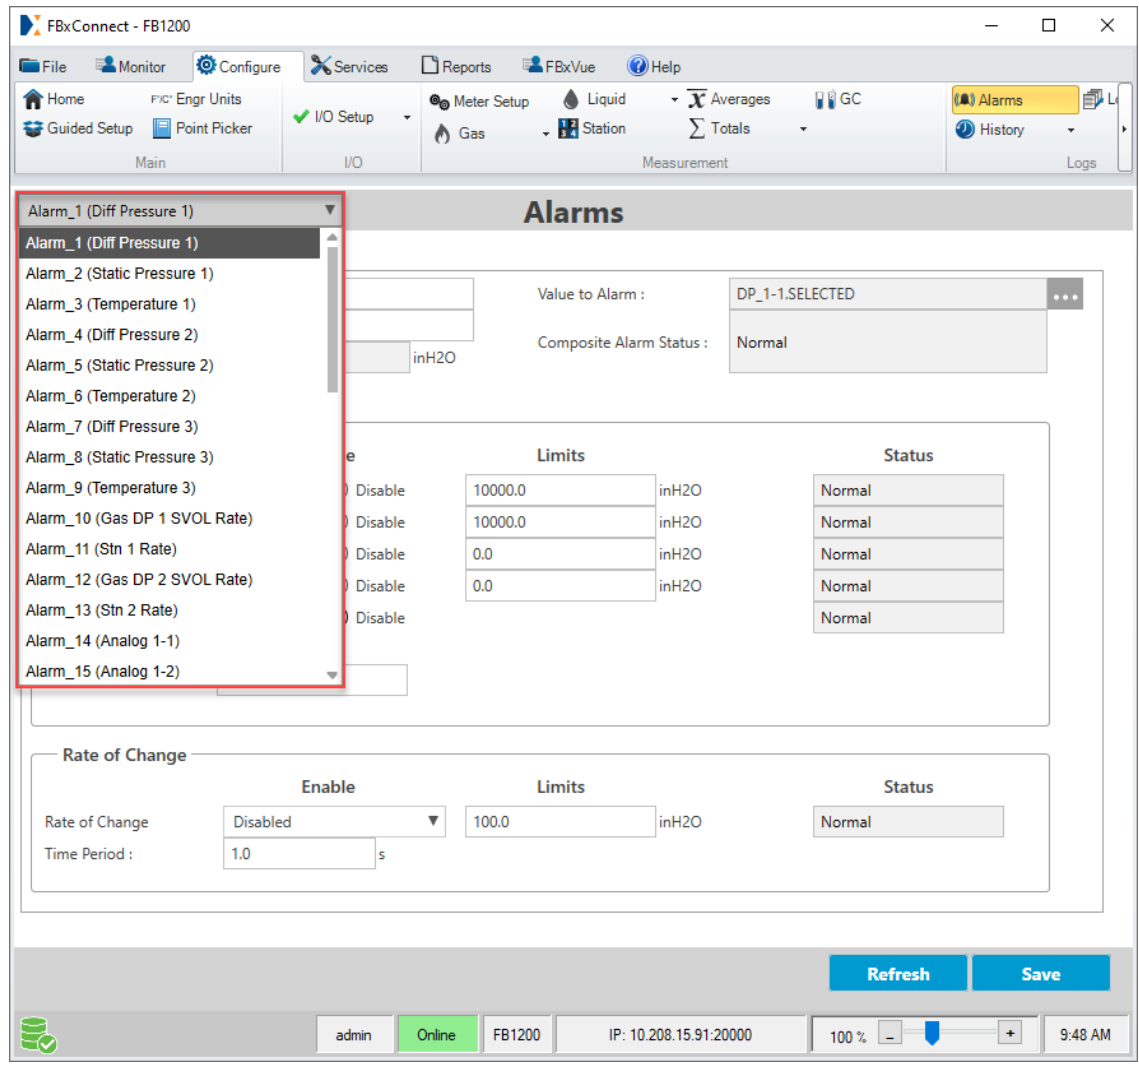 FBxConnect - FB1200
File Monitor Configure Services Reports FBxVue Help
Home F²/C° Engr Units Meter Setup Liquid Averages GC Alarms
Guided Setup Point Picker I/O Setup Gas Station Totals History
Main I/O Measurement Logs
Alarm_1 (Diff Pressure 1) Alarms
Alarm_1 (Diff Pressure 1)
Alarm_2 (Static Pressure 1)
Alarm_3 (Temperature 1)
Alarm_4 (Diff Pressure 2)
Alarm_5 (Static Pressure 2)
Alarm_6 (Temperature 2)
Alarm_7 (Diff Pressure 3)
Alarm_8 (Static Pressure 3)
Alarm_9 (Temperature 3)
Alarm_10 (Gas DP 1 SVOL Rate)
Alarm_11 (Stn 1 Rate)
Alarm_12 (Gas DP 2 SVOL Rate)
Alarm_13 (Stn 2 Rate)
Alarm_14 (Analog 1-1)
Alarm_15 (Analog 1-2)
Value to Alarm : DP_1-1.SELECTED ...
inH2O Composite Alarm Status : Normal
e Limits Status
Disable 10000.0 inH2O Normal
Disable 10000.0 inH2O Normal
Disable 0.0 inH2O Normal
Disable 0.0 inH2O Normal
Disable Normal
Rate of Change
Enable Limits Status
Rate of Change Disabled 100.0 inH2O Normal
Time Period : 1.0 s
Refresh Save
admin Online FB1200 IP: 10.208.15.91:20000 100 % - + 9:48 AM